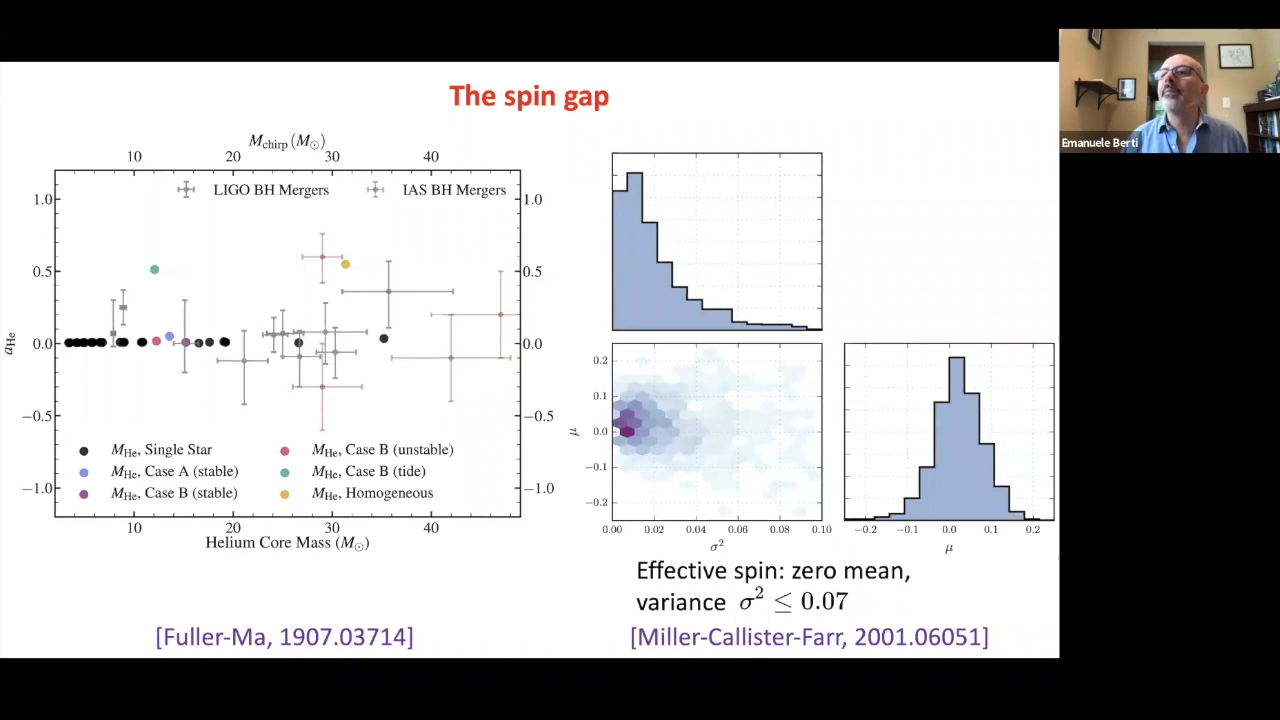 The spin gap
M_chirp (M_⊙)
10 20 30 40
LIGO BH Mergers IAS BH Mergers
1.0 1.0
0.5 0.5
0.0 0.0
−0.5 −0.5
−1.0 −1.0
a_He
M_He, Single Star
M_He, Case A (stable)
M_He, Case B (stable)
M_He, Case B (unstable)
M_He, Case B (tide)
M_He, Homogeneous
10 20 30 40
Helium Core Mass (M_⊙)
[Fuller-Ma, 1907.03714]
0.2
0.1
0.0
−0.1
−0.2
μ
0.00 0.02 0.04 0.06 0.08 0.10
σ²
−0.2 −0.1 0.0 0.1 0.2
μ
Effective spin: zero mean,
variance σ² ≤ 0.07
[Miller-Callister-Farr, 2001.06051]
Emanuele Berti